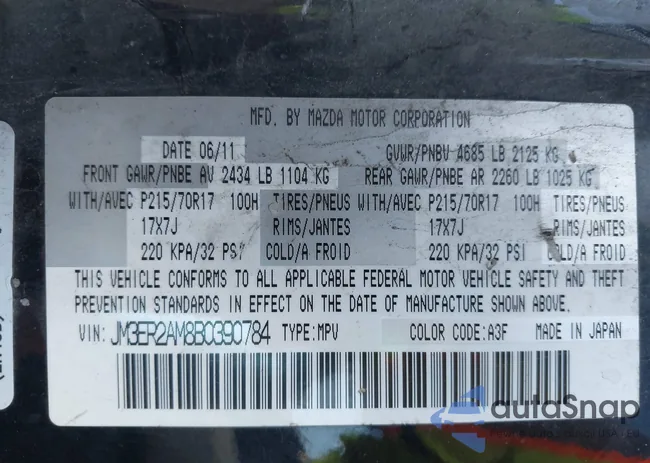 MFD. BY MAZDA MOTOR CORPORATION
DATE 06/11 GVWR/PNBV 4685 LB 2125 KG
FRONT GAWR/PNBE AV 2434 LB 1104 KG REAR GAWR/PNBE AR 2260 LB 1025 KG
WITH/AVEC P215/70R17 100H TIRES/PNEUS WITH/AVEC P215/70R17 100H TIRES/PNEUS
17X7J RIMS/JANTES 17X7J RIMS/JANTES
220 KPA/32 PSI COLD/A FROID 220 KPA/32 PSI COLD/A FROID
THIS VEHICLE CONFORMS TO ALL APPLICABLE FEDERAL MOTOR VEHICLE SAFETY AND THEFT
PREVENTION STANDARDS IN EFFECT ON THE DATE OF MANUFACTURE SHOWN ABOVE.
VIN: JM3ER2AM8B0390784 TYPE:MPV COLOR CODE:A3F MADE IN JAPAN
autoSnap